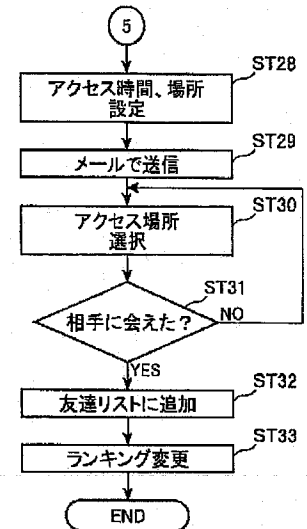 5
ST28
アクセス時間、場所
設定
ST29
メールで送信
ST30
アクセス場所
選択
ST31
相手に会えた?
NO
YES
ST32
友達リストに追加
ST33
ランキング変更
END